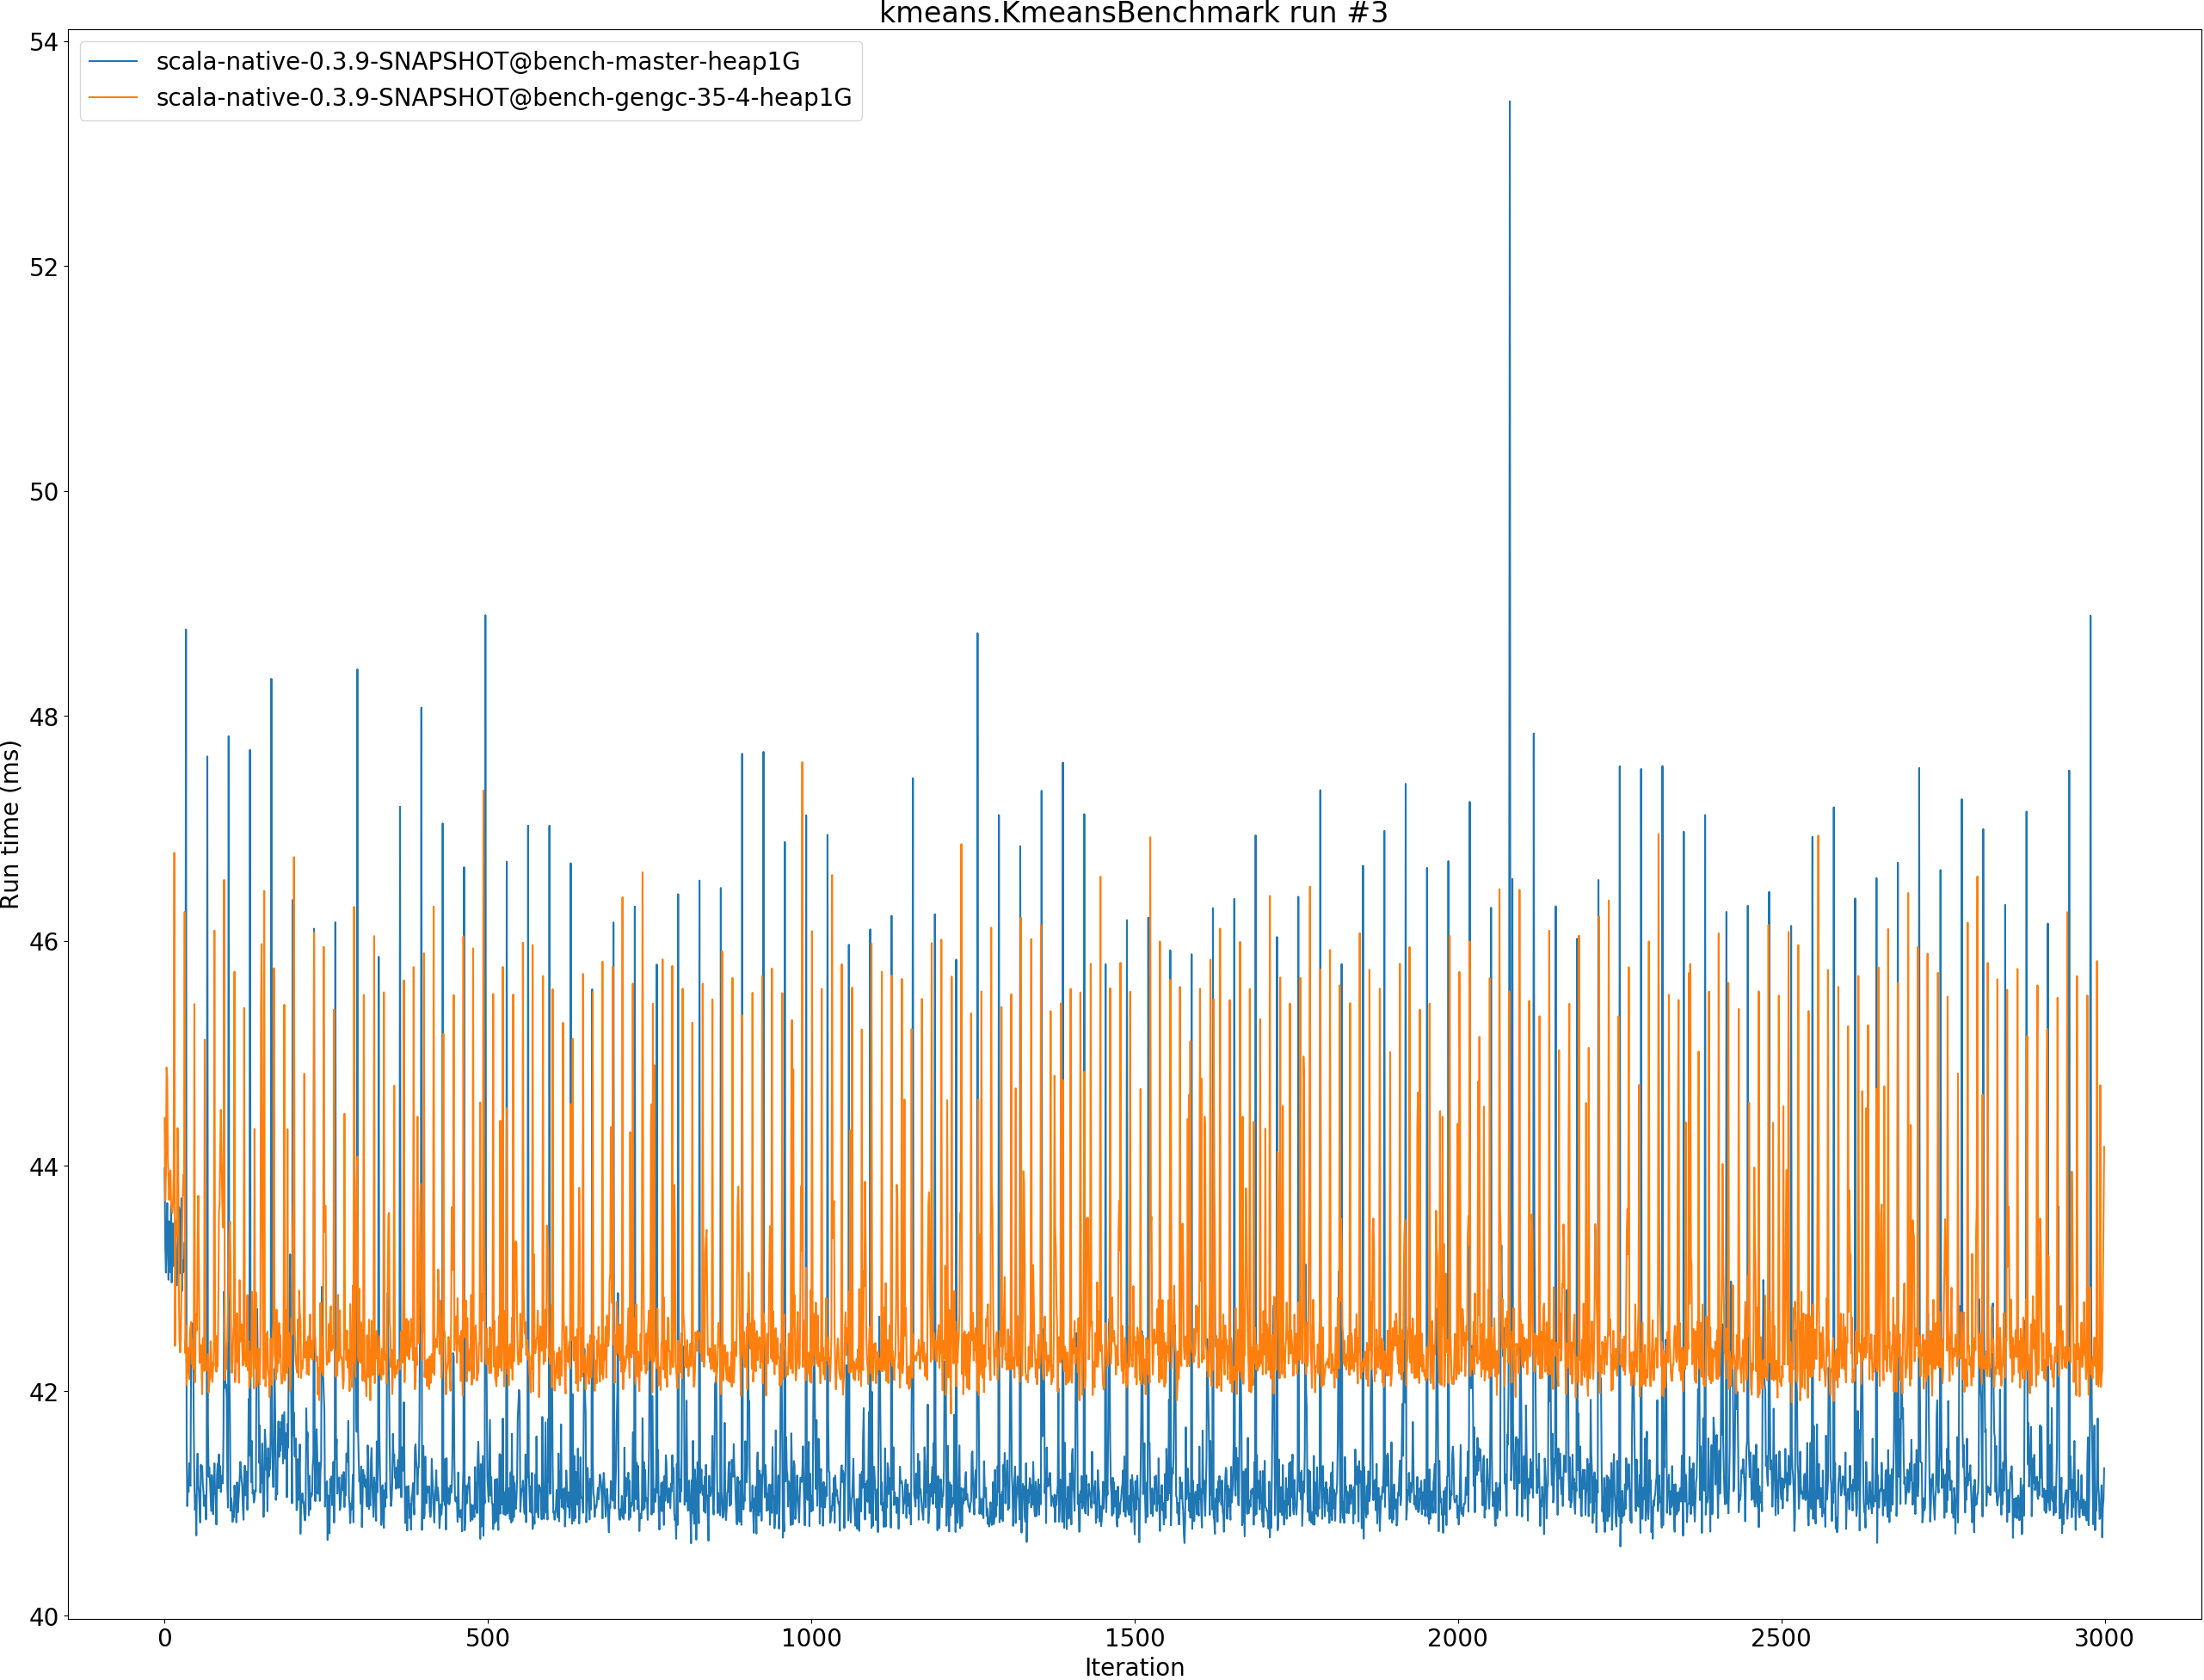 kmeans.KmeansBenchmark run #3
scala-native-0.3.9-SNAPSHOT@bench-master-heap1G
scala-native-0.3.9-SNAPSHOT@bench-gengc-35-4-heap1G
54
52
50
48
46
44
42
40
Run time (ms)
0 500 1000 1500 2000 2500 3000
Iteration